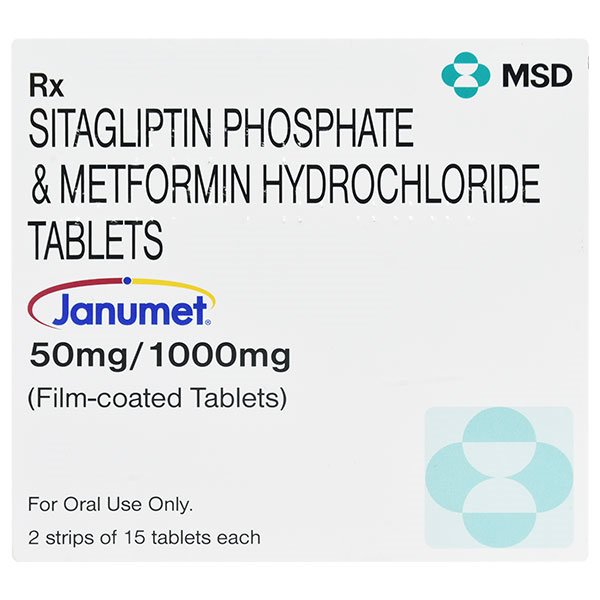 Rx
MSD
SITAGLIPTIN PHOSPHATE
& METFORMIN HYDROCHLORIDE
TABLETS
Janumet®
50mg/1000mg
(Film-coated Tablets)
For Oral Use Only.
2 strips of 15 tablets each